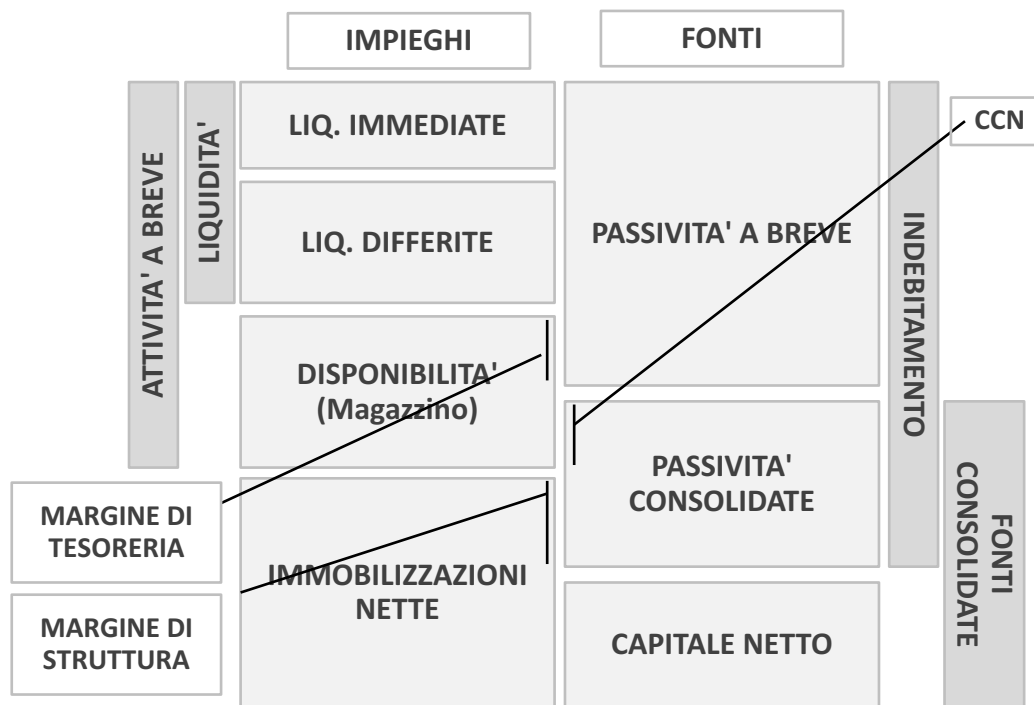 IMPIEGHI
FONTI
ATTIVITA' A BREVE
LIQUIDITA'
LIQ. IMMEDIATE
LIQ. DIFFERITE
DISPONIBILITA'
(Magazzino)
IMMOBILIZZAZIONI
NETTE
PASSIVITA' A BREVE
PASSIVITA'
CONSOLIDATE
CAPITALE NETTO
INDEBITAMENTO
FONTI
CONSOLIDATE
CCN
MARGINE DI
TESORERIA
MARGINE DI
STRUTTURA